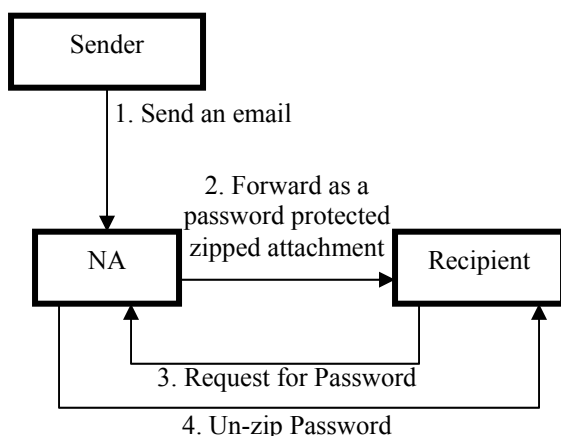 Sender
1. Send an email
2. Forward as a
password protected
zipped attachment
NA
Recipient
3. Request for Password
4. Un-zip Password